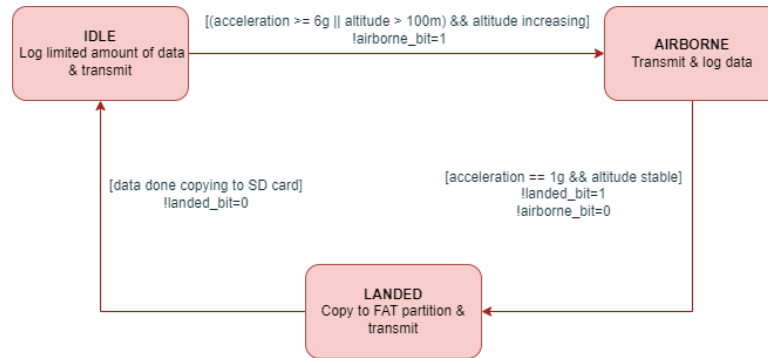 [(acceleration >= 6g || altitude > 100m) && altitude increasing]
!airborne_bit=1
IDLE
Log limited amount of data
& transmit
AIRBORNE
Transmit & log data
[acceleration == 1g && altitude stable]
!landed_bit=1
!airborne_bit=0
[data done copying to SD card]
!landed_bit=0
LANDED
Copy to FAT partition &
transmit